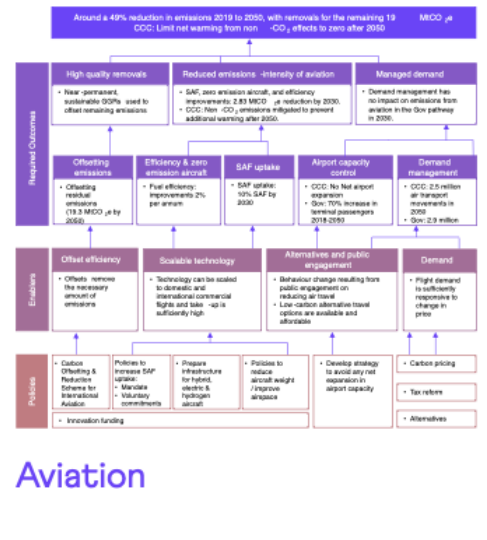 Around a 49% reduction in emissions 2019 to 2050, with removals for the remaining 19 MtCO 2e
CCC: Limit net warming from non -CO 2 effects to zero after 2050
Required Outcomes
High quality removals
• Near -permanent,
sustainable GGRs used to
offset remaining emissions
Reduced emissions -intensity of aviation
• SAF, zero emission aircraft, and efficiency
improvements: 2.83 MtCO 2e reduction by 2030.
• CCC: Non -CO 2 emissions mitigated to prevent
additional warming after 2050.
Managed demand
• Demand management has
no impact on emissions from
aviation in the Gov pathway
in 2030.
Offsetting
emissions
• Offsetting
residual
emissions
(19.3 MtCO 2e by
2050)
Efficiency & zero
emission aircraft
• Fuel efficiency:
improvements 2%
per annum
SAF uptake
• SAF uptake:
10% SAF by
2030
Airport capacity
control
• CCC: No Net airport
expansion
• Gov: 70% increase in
terminal passengers
2018-2050
Demand
management
• CCC: 2.5 million
air transport
movements in
2050
• Gov: 2.9 million
Enablers
Offset efficiency
• Offsets remove
the necessary
amount of
emissions
Scalable technology
• Technology can be scaled
to domestic and
international commercial
flights and take -up is
sufficiently high
Alternatives and public
engagement
• Behaviour change resulting from
public engagement on
reducing air travel
• Low-carbon alternative travel
options are available and
affordable
Demand
• Flight demand
is sufficiently
responsive to
change in
price
Policies
• Carbon
Offsetting &
Reduction
Scheme for
International
Aviation
Policies to
increase SAF
uptake:
• Mandate
• Voluntary
commitments
• Prepare
infrastructure
for hybrid,
electric &
hydrogen
aircraft
• Policies to
reduce
aircraft weight
/ improve
airspace
• Develop strategy
to avoid any net
expansion in
airport capacity
• Carbon pricing
• Tax reform
• Alternatives
• Innovation funding
Aviation